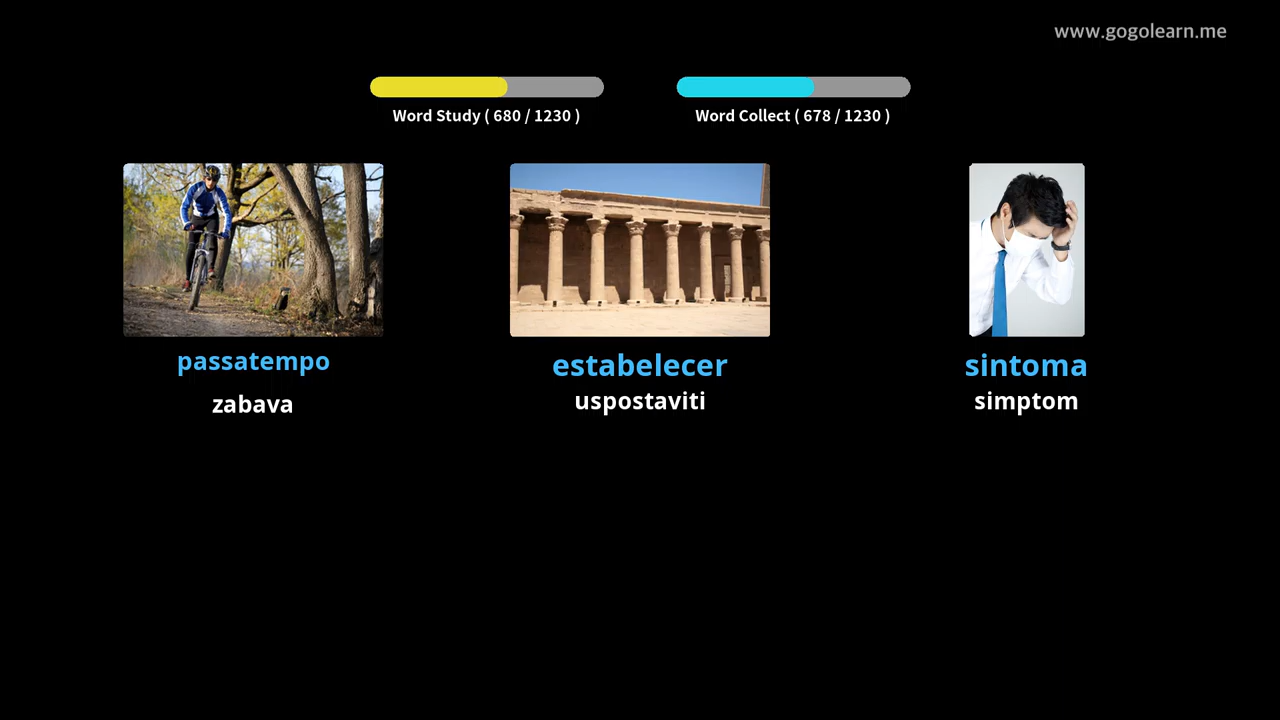 www.gogolearn.me
Word Study ( 680 / 1230 )
Word Collect ( 678 / 1230 )
passatempo
zabava
estabelecer
uspostaviti
sintoma
simptom